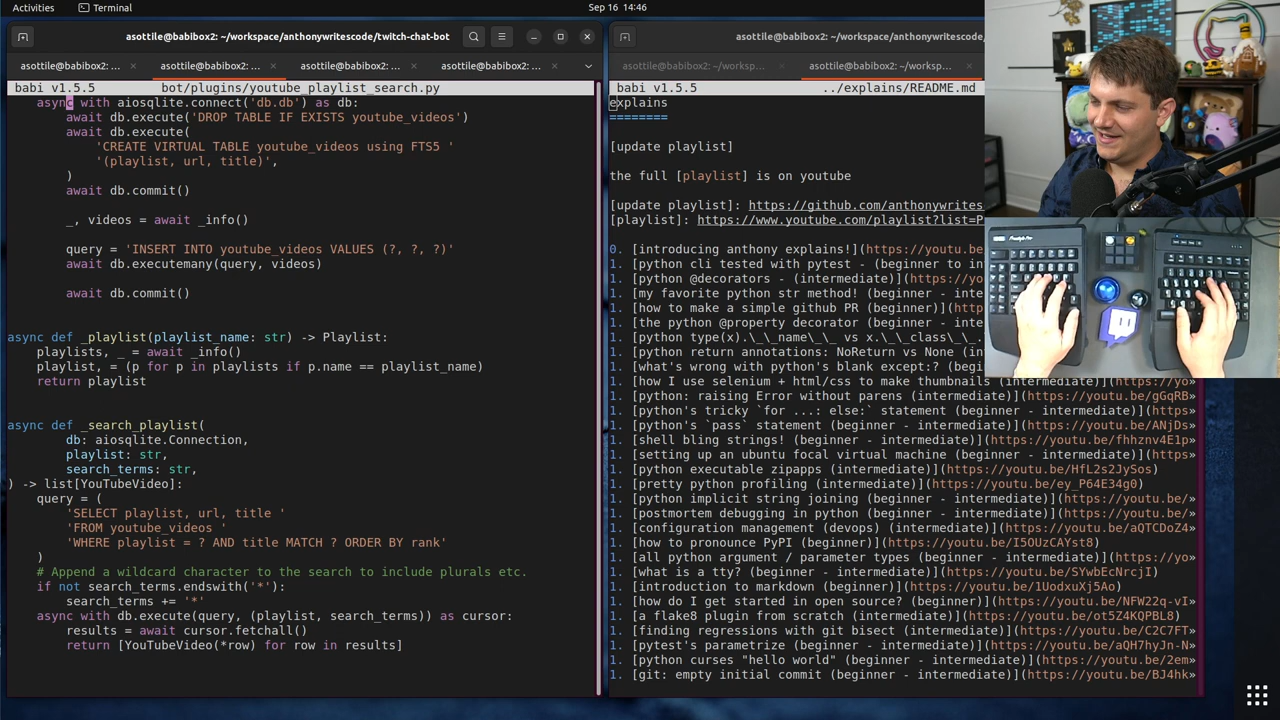 Activities
Terminal
Sep 16 14:46
asottile@babibox2: ~/workspace/anthonywritescode/twitch-chat-bot
asottile@babibox2: ~/workspace/anthonywritescode,
asottile@babibox2: ... × asottile@babibox2: ... × asottile@babibox2: ... × asottile@babibox2: ... ×
asottile@babibox2: ~/worksp... × asottile@babibox2: ~/worksp... ×
babi v1.5.5 bot/plugins/youtube_playlist_search.py
    async with aiosqlite.connect('db.db') as db:
        await db.execute('DROP TABLE IF EXISTS youtube_videos')
        await db.execute(
            'CREATE VIRTUAL TABLE youtube_videos using FTS5 '
            '(playlist, url, title)',
        )
        await db.commit()
        _, videos = await _info()
        query = 'INSERT INTO youtube_videos VALUES (?, ?, ?)'
        await db.executemany(query, videos)
        await db.commit()
async def _playlist(playlist_name: str) -> Playlist:
    playlists, _ = await _info()
    playlist, = (p for p in playlists if p.name == playlist_name)
    return playlist
async def _search_playlist(
        db: aiosqlite.Connection,
        playlist: str,
        search_terms: str,
) -> list[YouTubeVideo]:
    query = (
        'SELECT playlist, url, title '
        'FROM youtube_videos '
        'WHERE playlist = ? AND title MATCH ? ORDER BY rank'
    )
    # Append a wildcard character to the search to include plurals etc.
    if not search_terms.endswith('*'):
        search_terms += '*'
    async with db.execute(query, (playlist, search_terms)) as cursor:
        results = await cursor.fetchall()
        return [YouTubeVideo(*row) for row in results]
babi v1.5.5 ../explains/README.md
explains
========
[update playlist]
the full [playlist] is on youtube
[update playlist]: https://github.com/anthonywrites
[playlist]: https://www.youtube.com/playlist?list=P
0. [introducing anthony explains!](https://youtu.be
1. [python cli tested with pytest - (beginner to in
1. [python @decorators - (intermediate)](https://yo
1. [my favorite python str method! (beginner - inte
1. [how to make a simple github PR (beginner)](http
1. [the python @property decorator (beginner - inte
1. [python type(x).\_\_name\_\_ vs x.\_\_class\_\_.
1. [python return annotations: NoReturn vs None (in
1. [what's wrong with python's blank except:? (begi
1. [how I use selenium + html/css to make thumbnails (intermediate)](https://yo»
1. [python: raising Error without parens (intermediate)](https://youtu.be/gGqRB»
1. [python's tricky `for ...: else:` statement (beginner - intermediate)](https»
1. [python's `pass` statement (beginner - intermediate)](https://youtu.be/ANjDs»
1. [shell bling strings! (beginner - intermediate)](https://youtu.be/fhhznv4E1p»
1. [setting up an ubuntu focal virtual machine (beginner - intermediate)](https»
1. [python executable zipapps (intermediate)](https://youtu.be/HfL2s2JySos)
1. [pretty python profiling (intermediate)](https://youtu.be/ey_P64E34g0)
1. [python implicit string joining (beginner - intermediate)](https://youtu.be/»
1. [postmortem debugging in python (beginner - intermediate)](https://youtu.be/»
1. [configuration management (devops) (intermediate)](https://youtu.be/aQTCDoZ4»
1. [how to pronounce PyPI (beginner)](https://youtu.be/I5OUzCAYst8)
1. [all python argument / parameter types (beginner - intermediate)](https://yo»
1. [what is a tty? (beginner - intermediate)](https://youtu.be/SYwbEcNrcjI)
1. [introduction to markdown (beginner)](https://youtu.be/1UodxuXj5Ao)
1. [how do I get started in open source? (beginner)](https://youtu.be/NFW22q-vI»
1. [a flake8 plugin from scratch (intermediate)](https://youtu.be/ot5Z4KQPBL8)
1. [finding regressions with git bisect (intermediate)](https://youtu.be/C2C7FT»
1. [pytest's parametrize (intermediate)](https://youtu.be/aQH7hyJn-N»
1. [python curses "hello world" (beginner - intermediate)](https://youtu.be/2em»
1. [git: empty initial commit (beginner - intermediate)](https://youtu.be/BJ4hk»